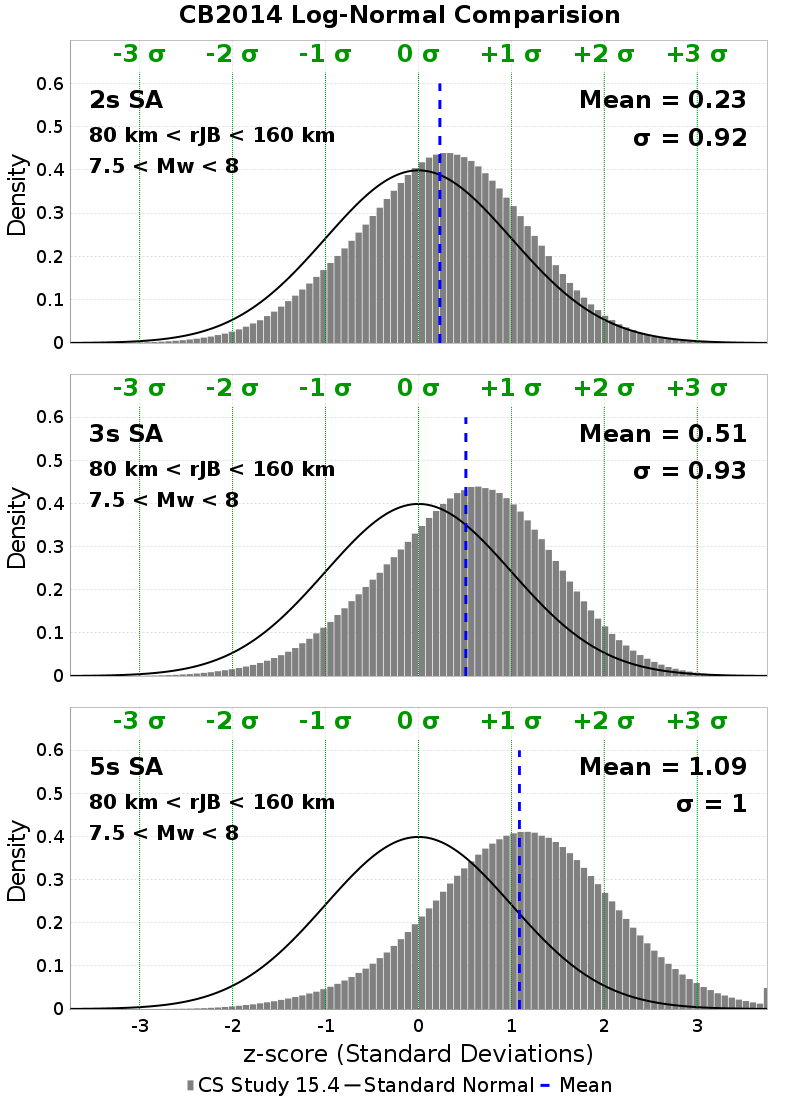 CB2014 Log-Normal Comparision
-3 σ -2 σ -1 σ 0 σ +1 σ +2 σ +3 σ
2s SA Mean = 0.23
80 km < rJB < 160 km σ = 0.92
7.5 < Mw < 8
Density
0.6
0.5
0.4
0.3
0.2
0.1
0
-3 σ -2 σ -1 σ 0 σ +1 σ +2 σ +3 σ
3s SA Mean = 0.51
80 km < rJB < 160 km σ = 0.93
7.5 < Mw < 8
Density
0.6
0.5
0.4
0.3
0.2
0.1
0
-3 σ -2 σ -1 σ 0 σ +1 σ +2 σ +3 σ
5s SA Mean = 1.09
80 km < rJB < 160 km σ = 1
7.5 < Mw < 8
Density
0.6
0.5
0.4
0.3
0.2
0.1
0
-3 -2 -1 0 1 2 3
z-score (Standard Deviations)
CS Study 15.4 Standard Normal Mean